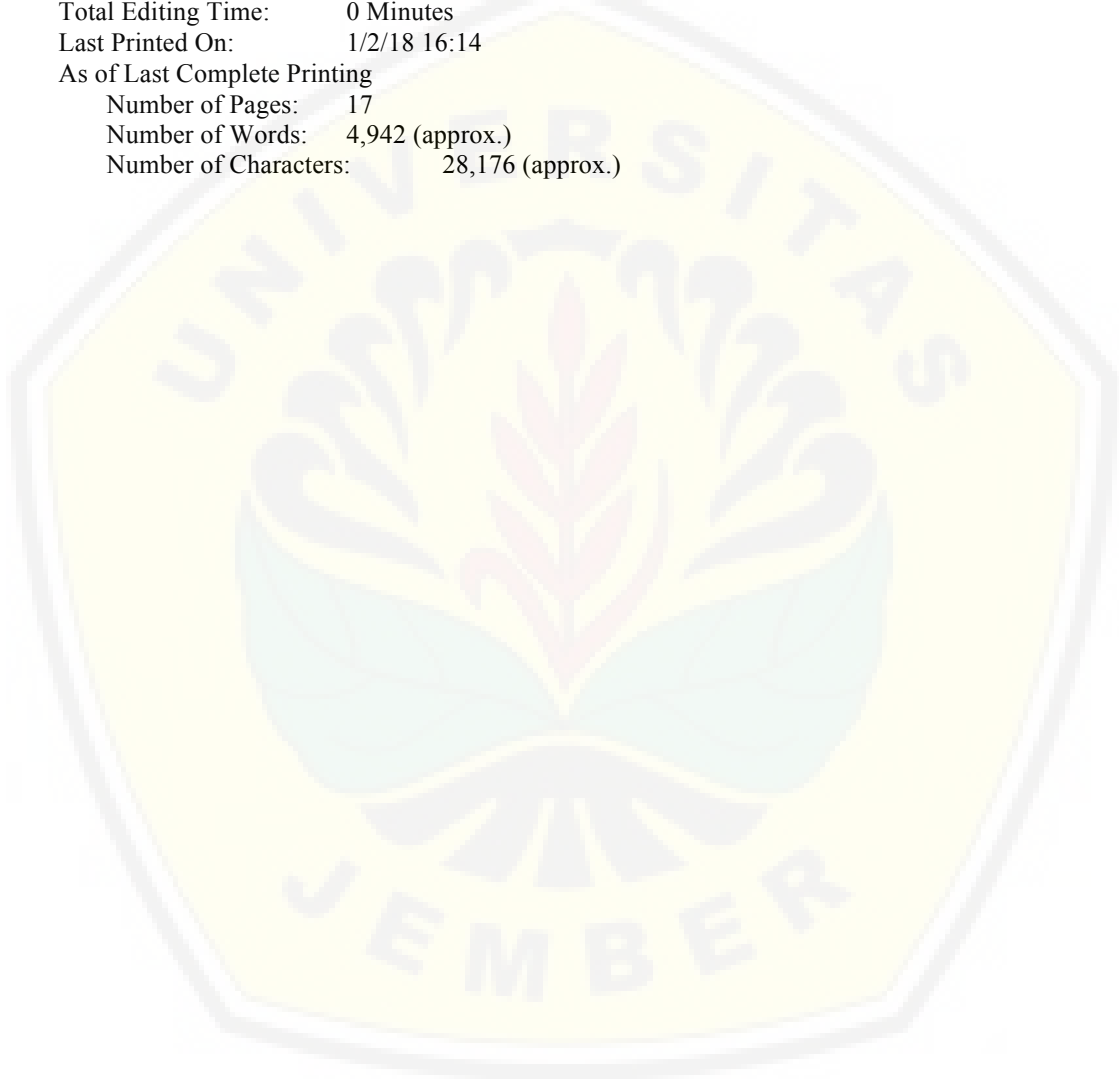 Total Editing Time: 0 Minutes
Last Printed On: 1/2/18 16:14
As of Last Complete Printing
Number of Pages: 17
Number of Words: 4,942 (approx.)
Number of Characters: 28,176 (approx.)
UNIVERSITAS
JEMBER